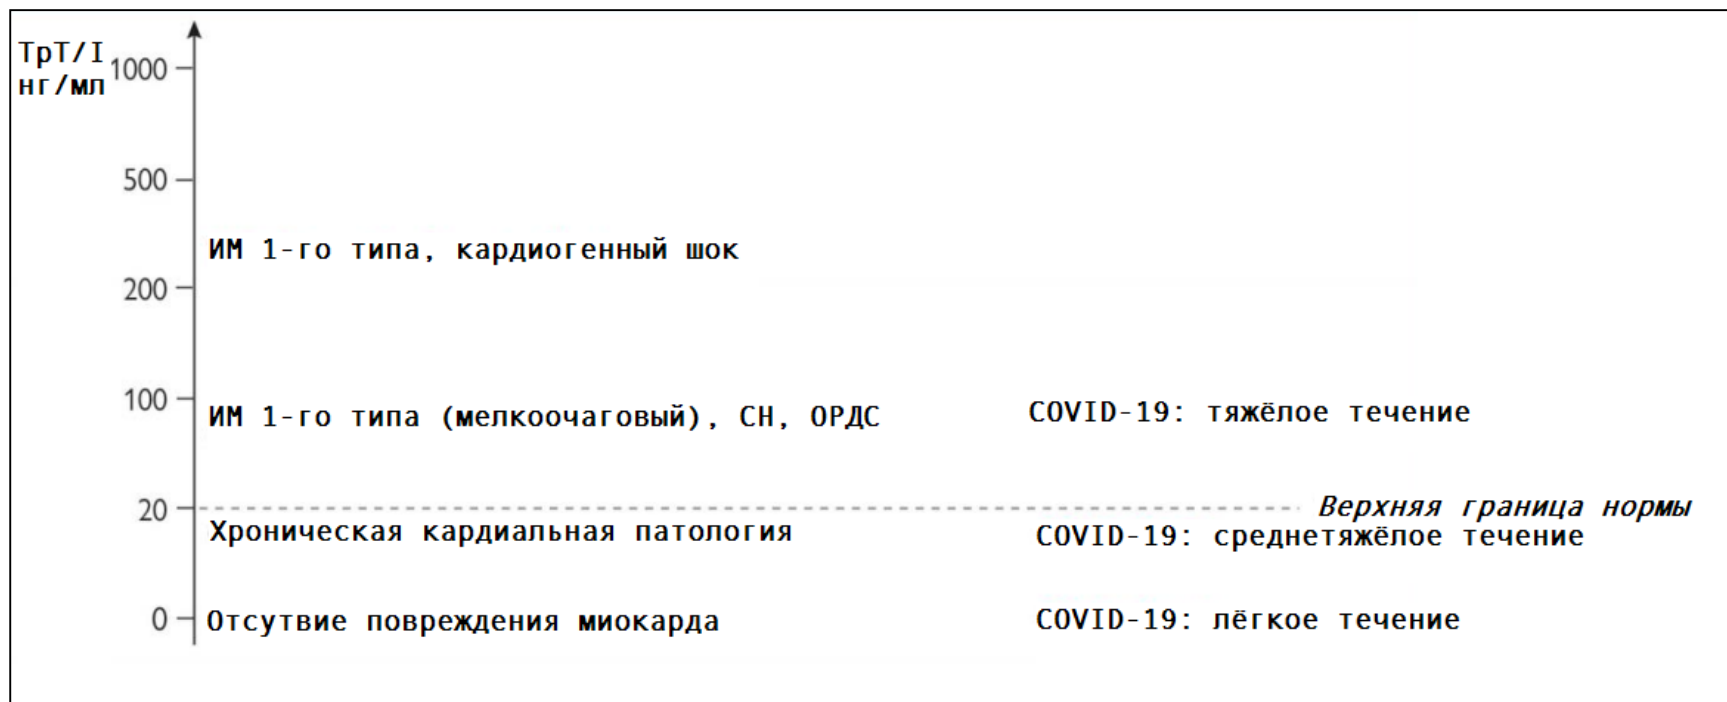 ТрТ/I
нг/мл
1000
500
ИМ 1-го типа, кардиогенный шок
200
100
ИМ 1-го типа (мелкоочаговый), СН, ОРДС
COVID-19: тяжёлое течение
20
Верхняя граница нормы
Хроническая кардиальная патология
COVID-19: среднетяжёлое течение
0
Отсутвие повреждения миокарда
COVID-19: лёгкое течение